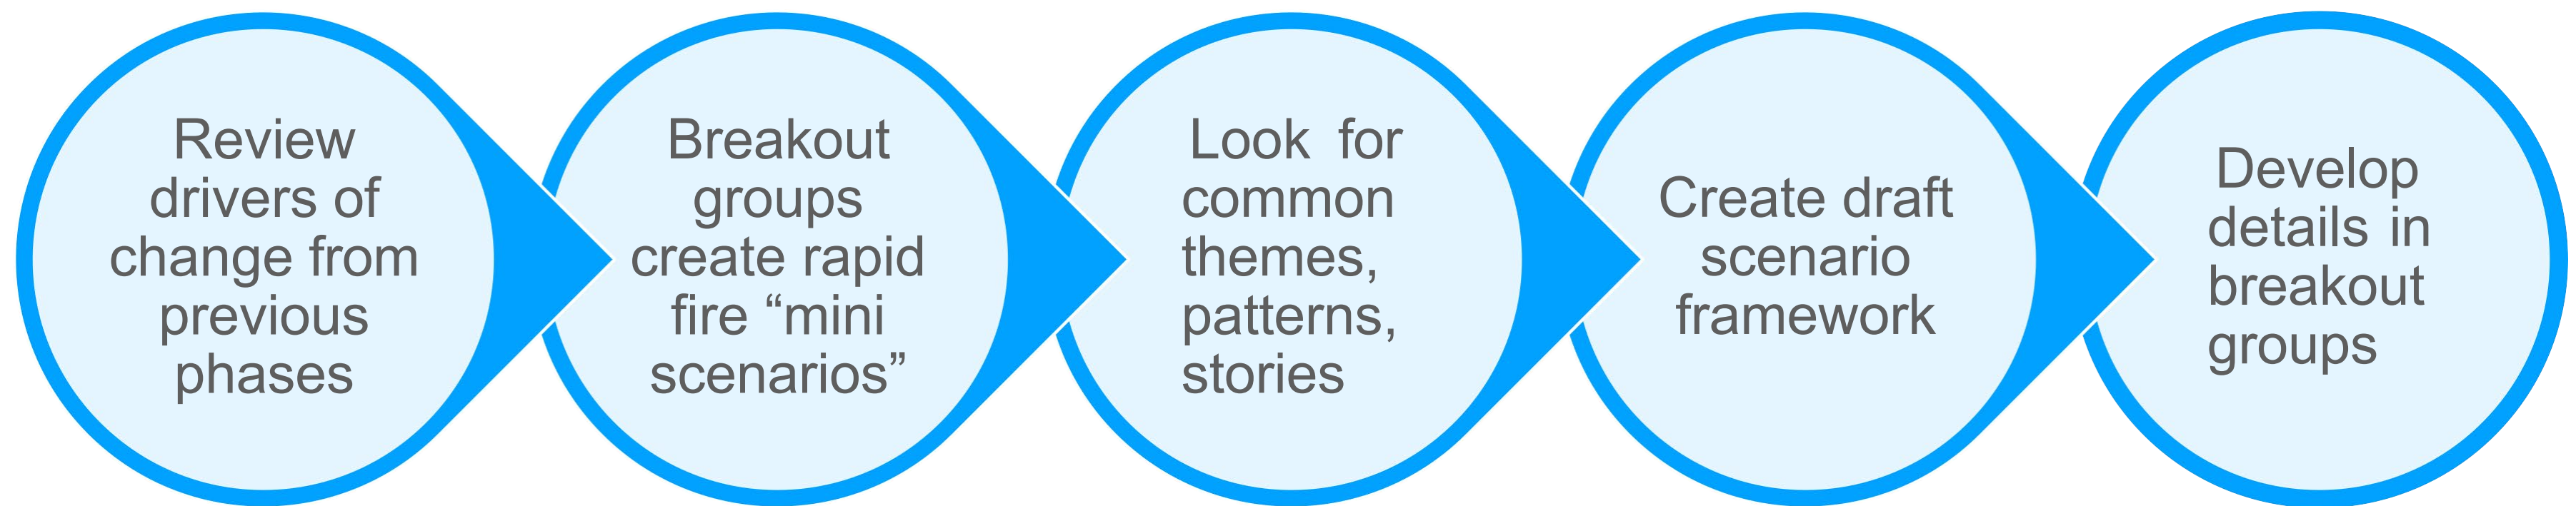 Review
drivers of
change from
previous
phases
Breakout
groups
create rapid
fire “mini
scenarios”
Look for
common
themes,
patterns,
stories
Create draft
scenario
framework
Develop
details in
breakout
groups